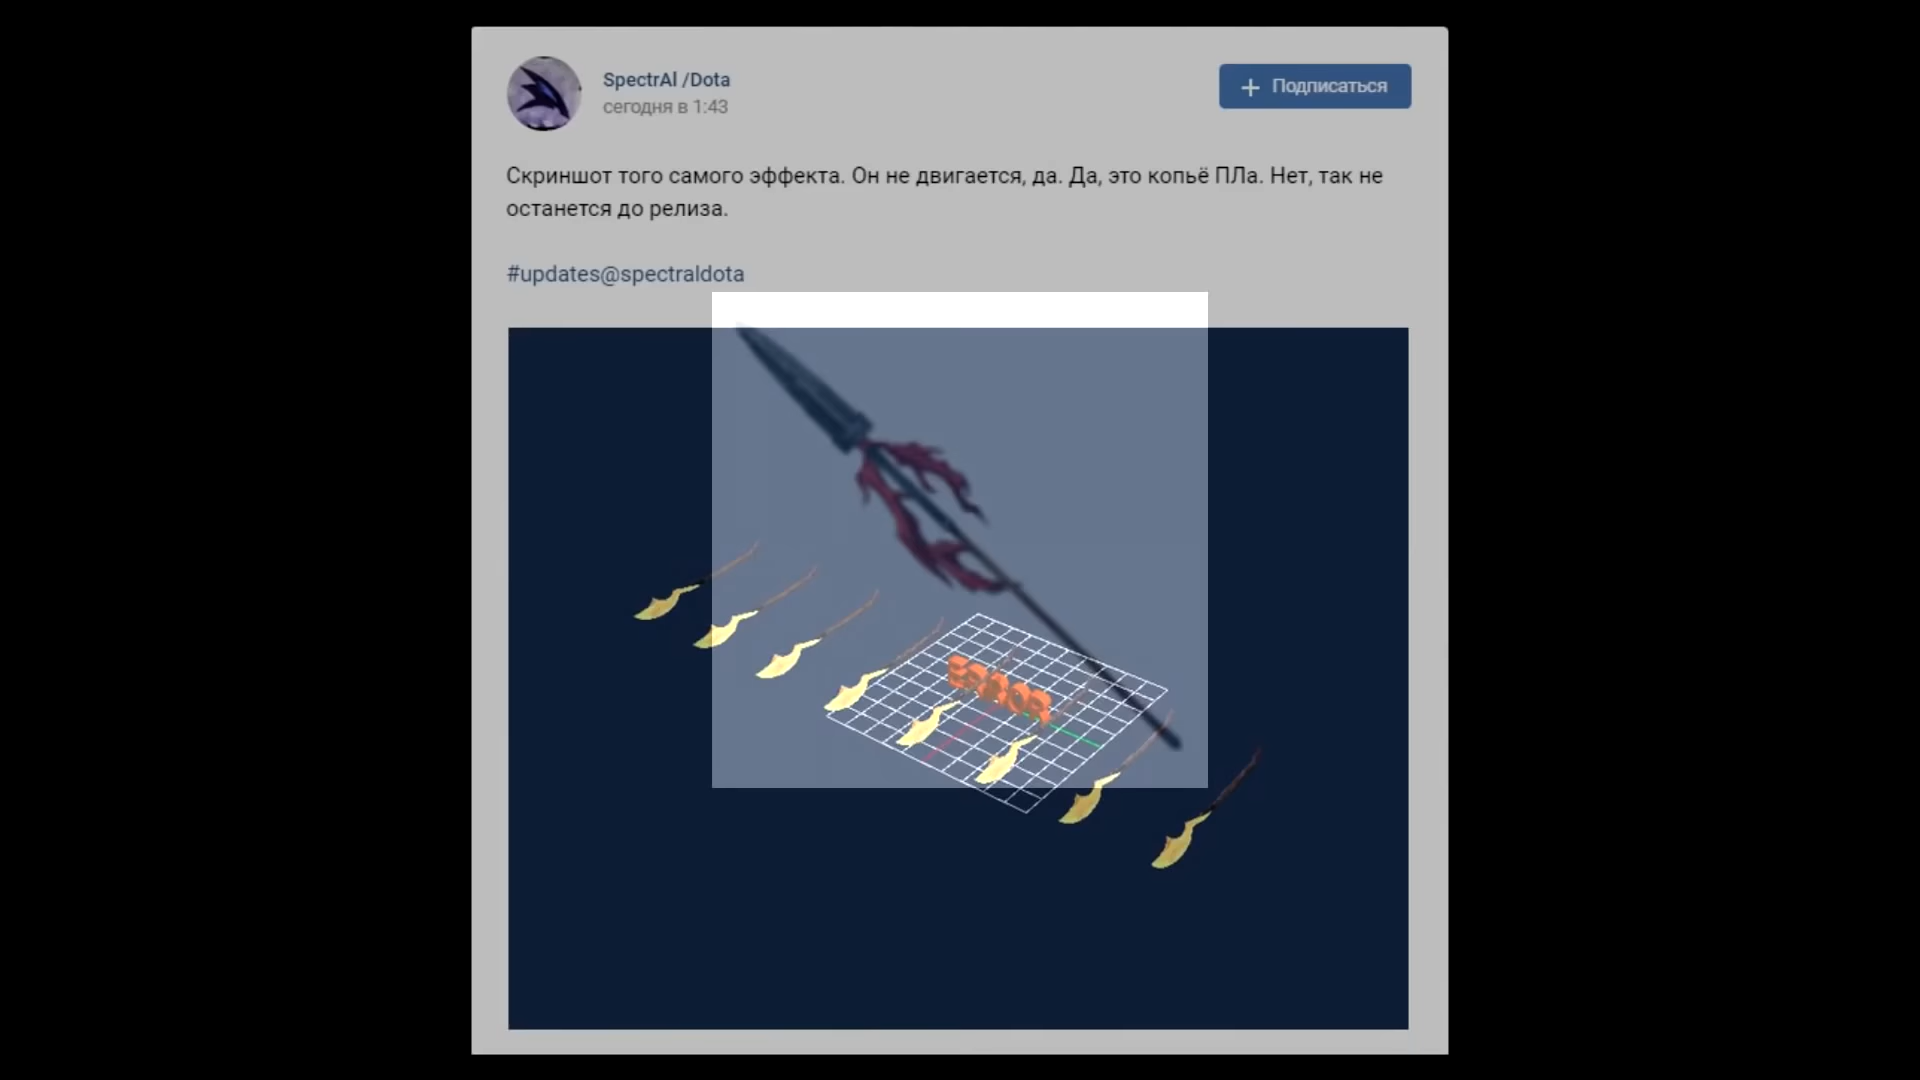 SpectrAl /Dota
сегодня в 1:43
Подписаться
Скриншот того самого эффекта. Он не двигается, да. Да, это копьё ПЛа. Нет, так не
останется до релиза.
#updates@spectraldota
ERROR